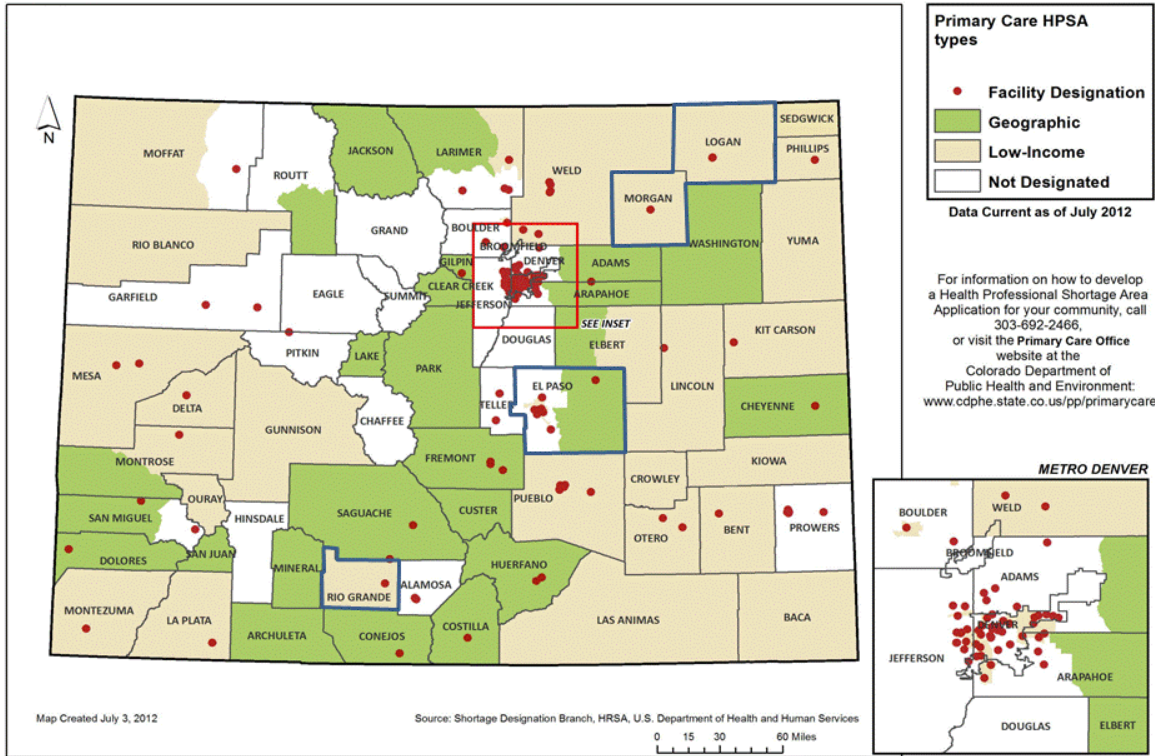 Primary Care HPSA
types
Facility Designation
Geographic
Low-Income
Not Designated
Data Current as of July 2012
For information on how to develop
a Health Professional Shortage Area
Application for your community, call
303-692-2466,
or visit the Primary Care Office
website at the
Colorado Department of
Public Health and Environment:
www.cdphe.state.co.us/pp/primarycare
N
MOFFAT
ROUTT
JACKSON
LARIMER
WELD
LOGAN
SEDGWICK
PHILLIPS
MORGAN
RIO BLANCO
GRAND
BOULDER
BROOMFIELD
DENVER
GILPIN
ADAMS
WASHINGTON
YUMA
GARFIELD
EAGLE
SUMMIT
CLEAR CREEK
JEFFERSON
ARAPAHOE
SEE INSET
PITKIN
LAKE
PARK
DOUGLAS
ELBERT
KIT CARSON
MESA
DELTA
GUNNISON
CHAFFEE
TELLER
EL PASO
LINCOLN
CHEYENNE
MONTROSE
FREMONT
KIOWA
OURAY
SAN MIGUEL
HINSDALE
SAGUACHE
CUSTER
PUEBLO
CROWLEY
OTERO
BENT
PROWERS
DOLORES
SAN JUAN
MINERAL
RIO GRANDE
ALAMOSA
HUERFANO
MONTEZUMA
LA PLATA
ARCHULETA
CONEJOS
COSTILLA
LAS ANIMAS
BACA
METRO DENVER
BOULDER
WELD
BROOMFIELD
ADAMS
DENVER
JEFFERSON
ARAPAHOE
DOUGLAS
ELBERT
Map Created July 3, 2012
Source: Shortage Designation Branch, HRSA, U.S. Department of Health and Human Services
0 15 30 60 Miles